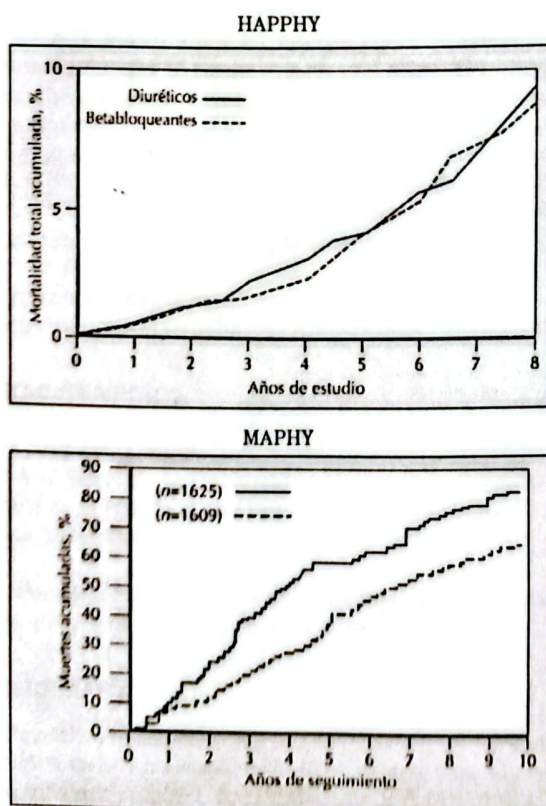 HAPPHY
10
Diuréticos
Betabloqueantes
Mortalidad total acumulada, %
5
0
0 1 2 3 4 5 6 7 8
Años de estudio
MAPHY
90
(n=1625)
80
(n=1609)
70
60
50
40
30
20
10
0
Muertes acumuladas, %
0 1 2 3 4 5 6 7 8 9 10
Años de seguimiento